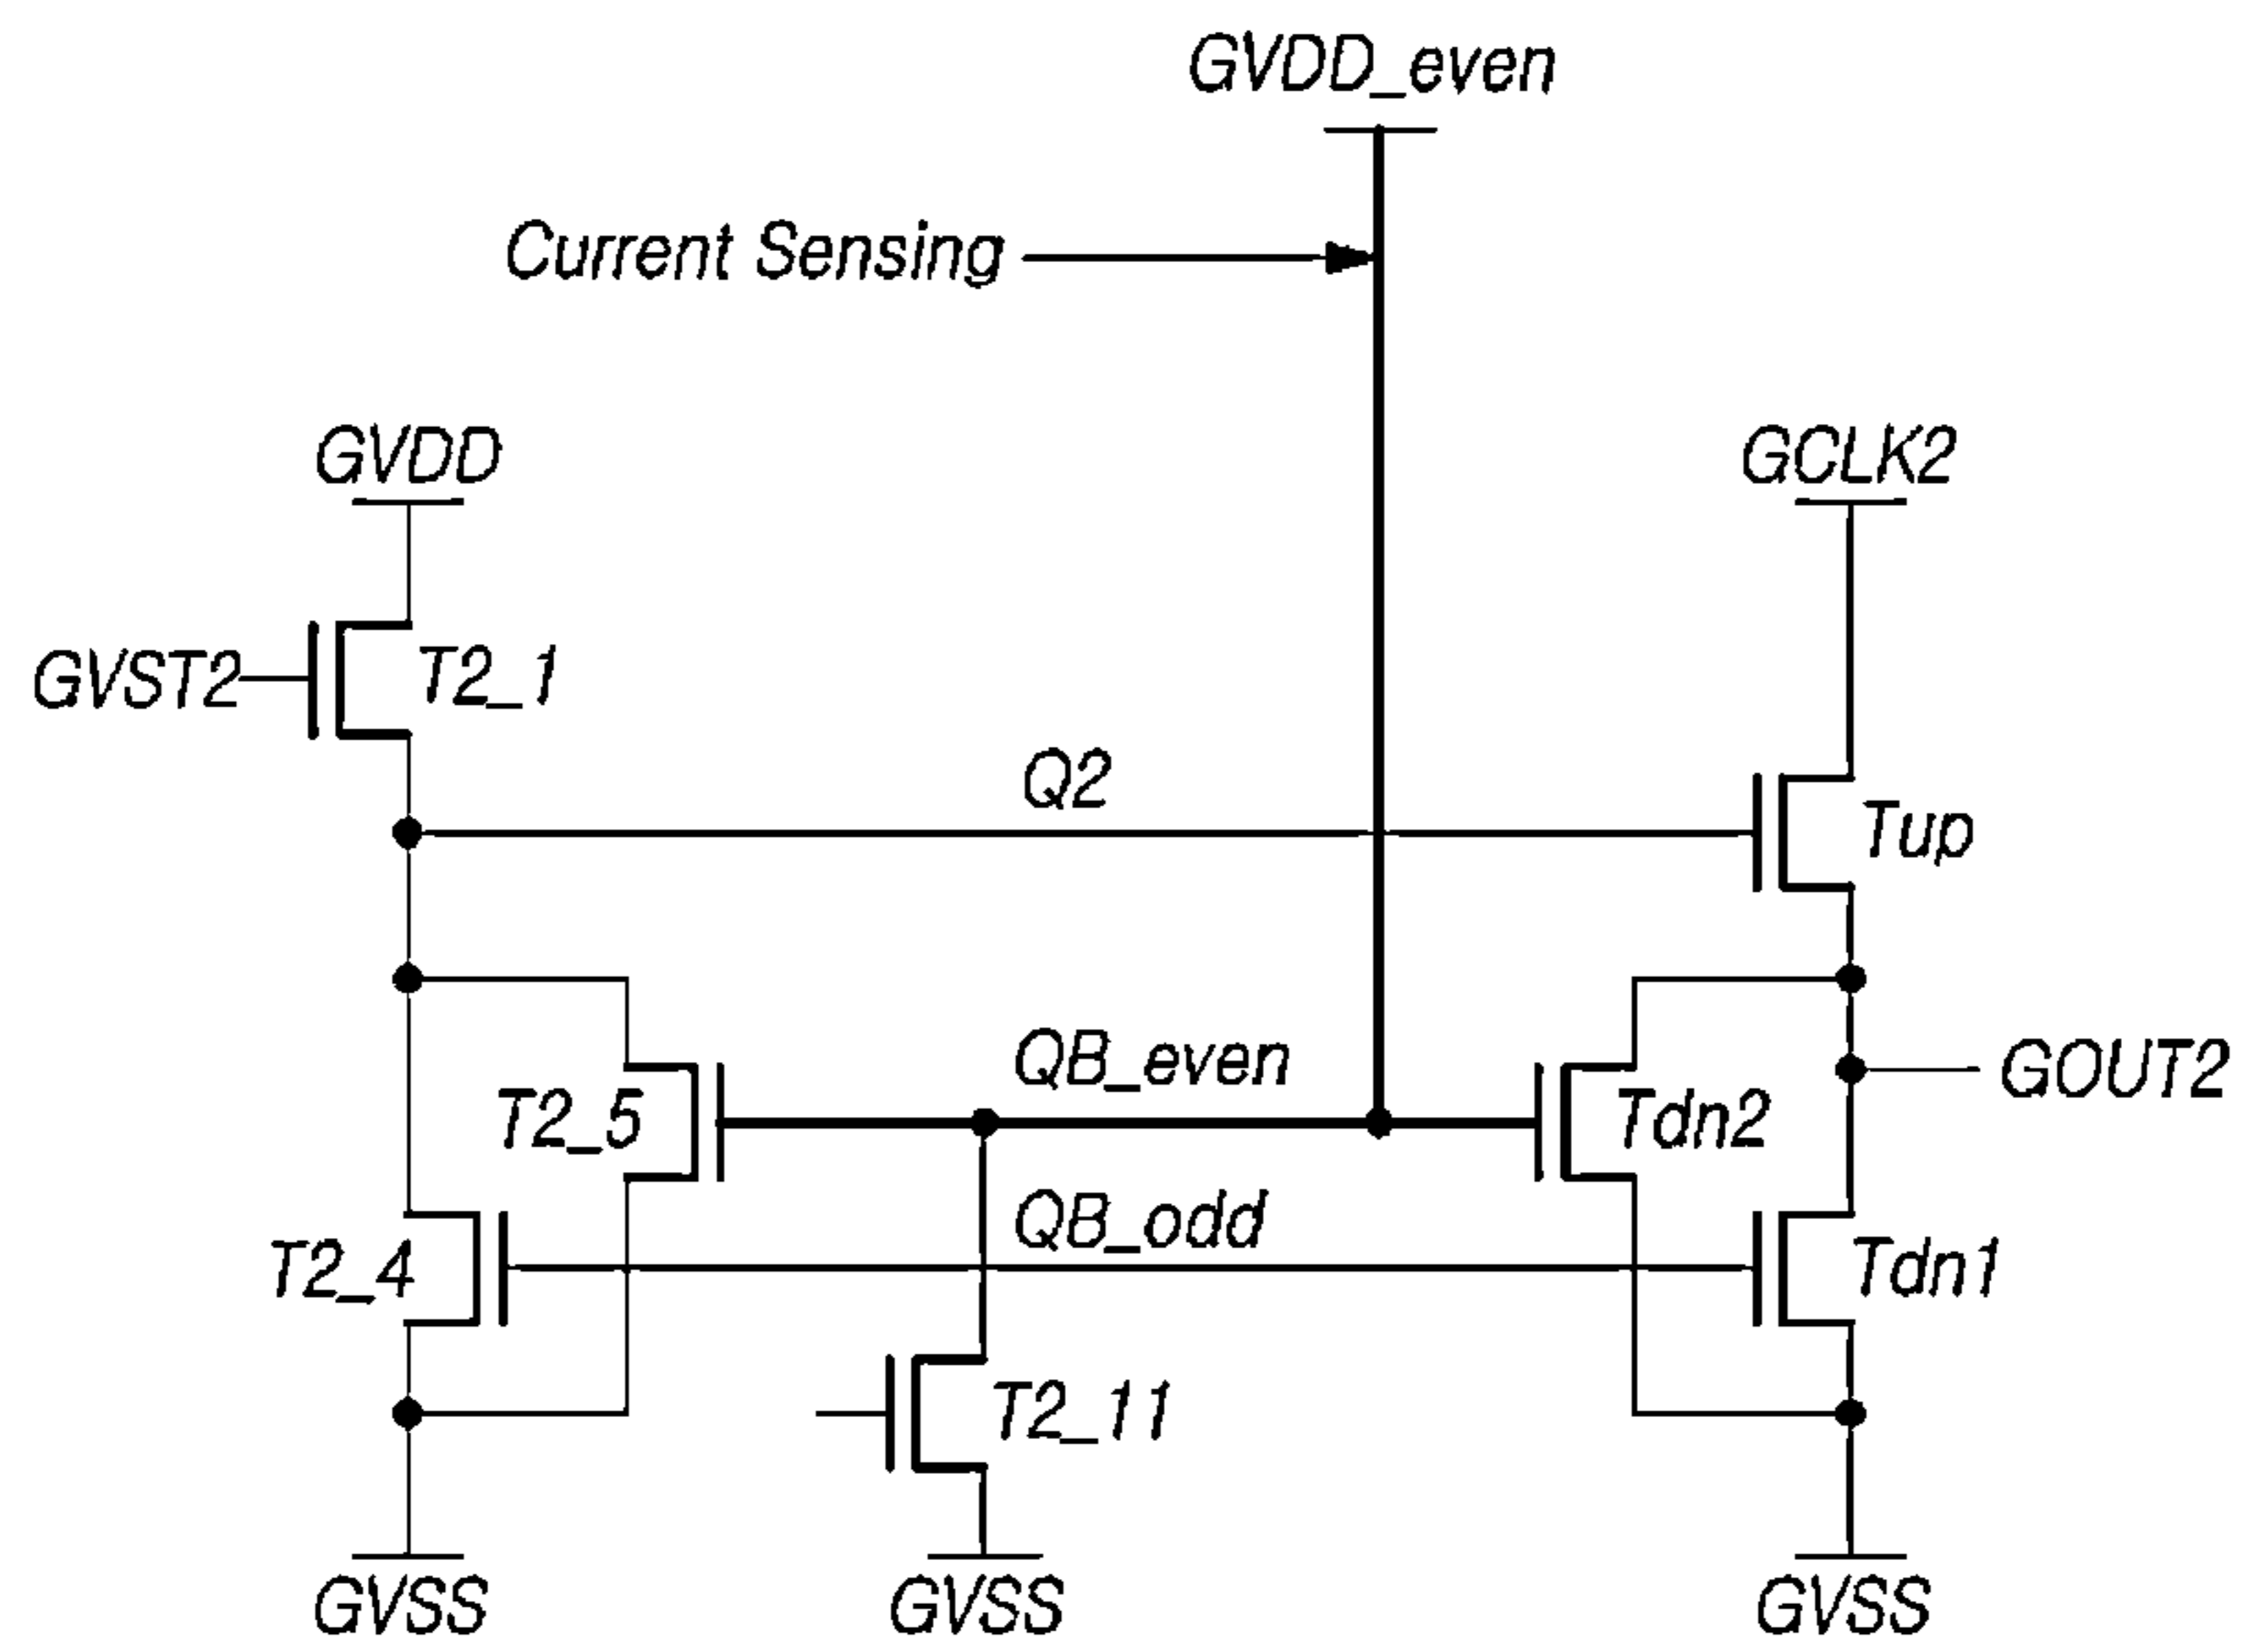 GVDD_even
Current Sensing
GVDD
GCLK2
GVST2
T2_1
Q2
Tup
QB_even
GOUT2
T2_5
Tdn2
QB_odd
T2_4
Tdn1
T2_11
GVSS
GVSS
GVSS